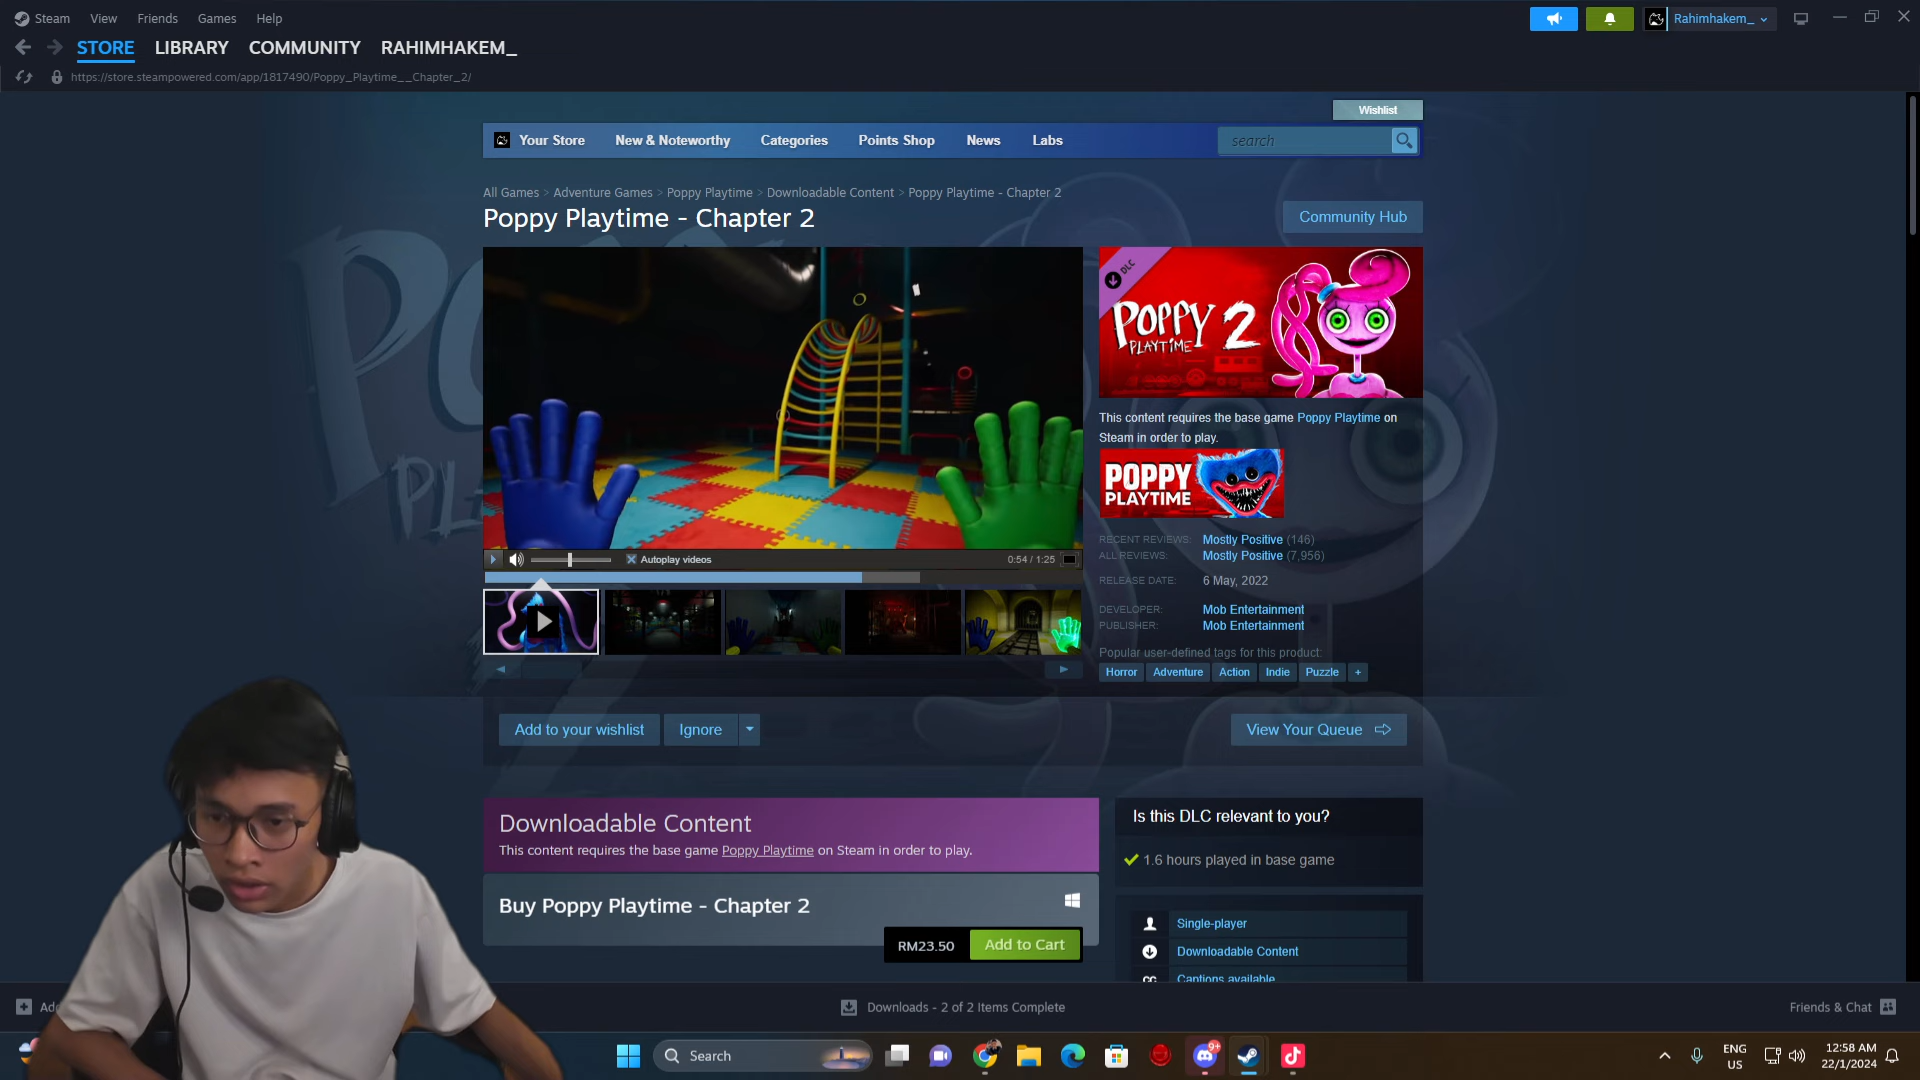 Steam View Friends Games Help
Rahimhakem_
STORE LIBRARY COMMUNITY RAHIMHAKEM_
https://store.steampowered.com/app/1817490/Poppy_Playtime__Chapter_2/
Wishlist
Your Store New & Noteworthy Categories Points Shop News Labs
search
All Games > Adventure Games > Poppy Playtime > Downloadable Content > Poppy Playtime - Chapter 2
Poppy Playtime - Chapter 2
Community Hub
DLC
POPPY 2
PLAYTIME
This content requires the base game Poppy Playtime on
Steam in order to play.
POPPY
PLAYTIME
RECENT REVIEWS: Mostly Positive (146)
ALL REVIEWS: Mostly Positive (7,956)
RELEASE DATE: 6 May, 2022
DEVELOPER: Mob Entertainment
PUBLISHER: Mob Entertainment
Popular user-defined tags for this product:
Horror Adventure Action Indie Puzzle +
Autoplay videos
0:54 / 1:25
Add to your wishlist Ignore
View Your Queue
Downloadable Content
This content requires the base game Poppy Playtime on Steam in order to play.
Buy Poppy Playtime - Chapter 2
RM23.50 Add to Cart
Is this DLC relevant to you?
1.6 hours played in base game
Single-player
Downloadable Content
Captions available
Downloads - 2 of 2 Items Complete
Friends & Chat
Search
9+
ENG
US
12:58 AM
22/1/2024